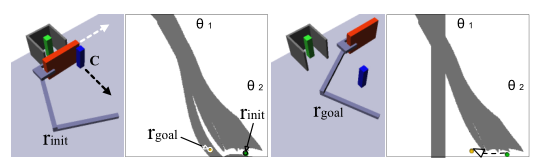 C
r_init
θ 1
θ 2
r_goal
r_init
r_goal
θ 1
θ 2